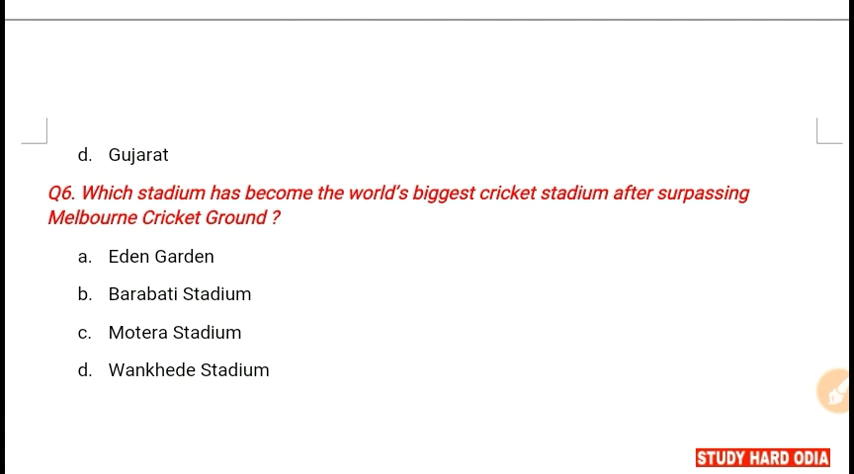 d. Gujarat
Q6. Which stadium has become the world’s biggest cricket stadium after surpassing
Melbourne Cricket Ground ?
a. Eden Garden
b. Barabati Stadium
c. Motera Stadium
d. Wankhede Stadium
STUDY HARD ODIA